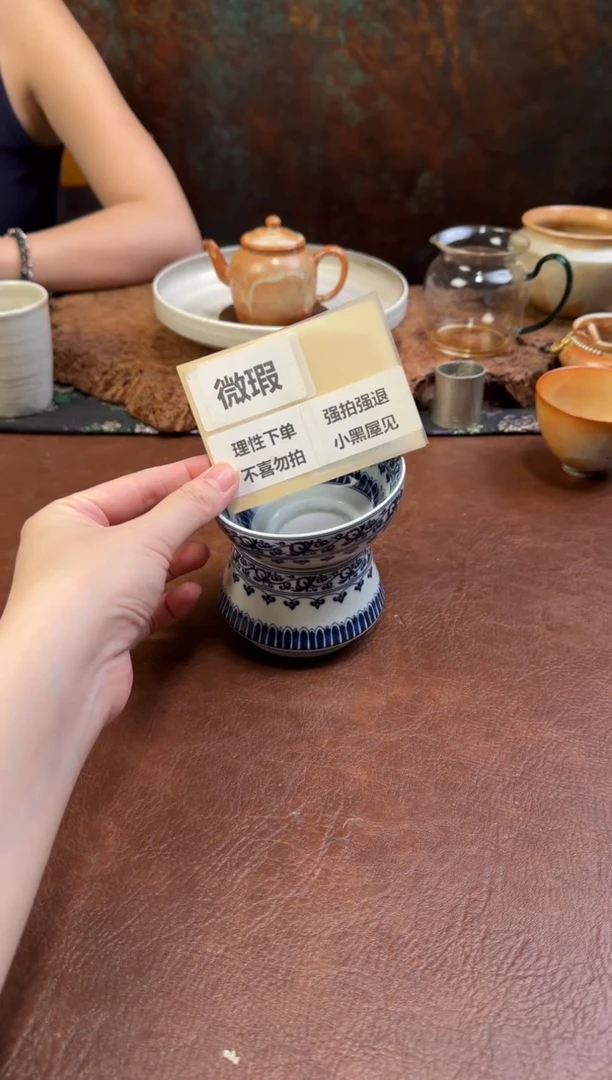 微瑕
理性下单
不喜勿拍
强拍强退
小黑屋见